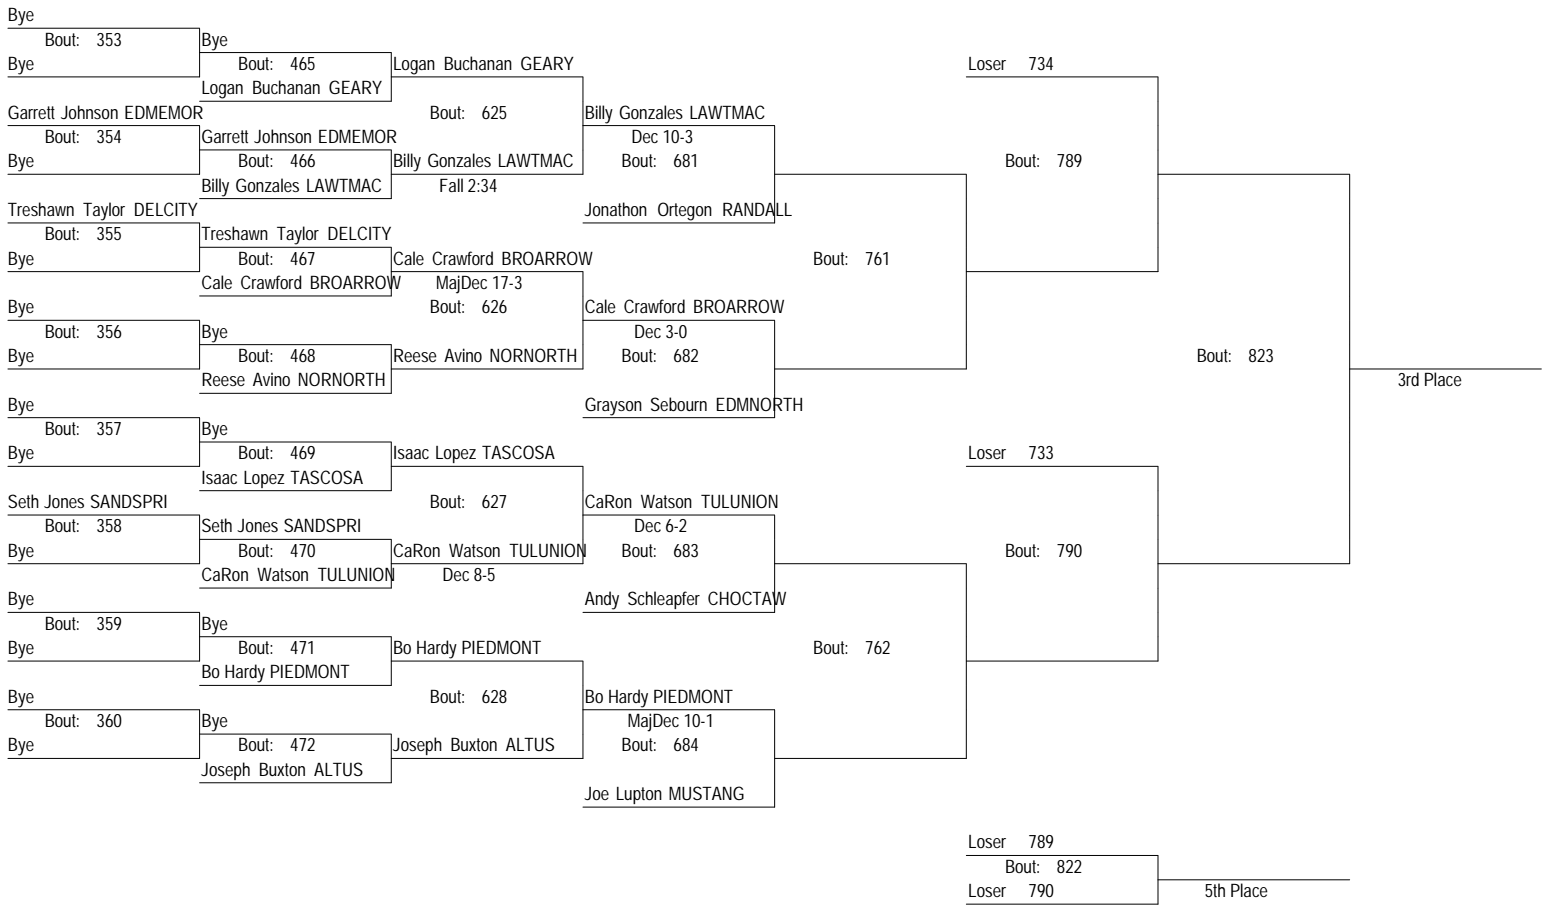 Bye
Bout: 353
Bye
Bye
Bout: 465
Logan Buchanan GEARY
Logan Buchanan GEARY
Loser 734
Garrett Johnson EDMEMOR
Bout: 625
Billy Gonzales LAWTMAC
Bout: 354
Garrett Johnson EDMEMOR
Dec 10-3
Bye
Bout: 466
Billy Gonzales LAWTMAC
Bout: 681
Bout: 789
Billy Gonzales LAWTMAC
Fall 2:34
Treshawn Taylor DELCITY
Jonathon Ortegon RANDALL
Bout: 355
Treshawn Taylor DELCITY
Bye
Bout: 467
Cale Crawford BROARROW
Bout: 761
Cale Crawford BROARROW
MajDec 17-3
Bye
Bout: 626
Cale Crawford BROARROW
Bout: 356
Bye
Dec 3-0
Bye
Bout: 468
Reese Avino NORNORTH
Bout: 682
Bout: 823
Reese Avino NORNORTH
3rd Place
Bye
Grayson Sebourn EDMNORTH
Bout: 357
Bye
Bye
Bout: 469
Isaac Lopez TASCOSA
Loser 733
Isaac Lopez TASCOSA
Seth Jones SANDSPRI
Bout: 627
CaRon Watson TULUNION
Bout: 358
Seth Jones SANDSPRI
Dec 6-2
Bye
Bout: 470
CaRon Watson TULUNION
Bout: 683
Bout: 790
CaRon Watson TULUNION
Dec 8-5
Bye
Andy Schleapfer CHOCTAW
Bout: 359
Bye
Bye
Bout: 471
Bo Hardy PIEDMONT
Bout: 762
Bo Hardy PIEDMONT
Bye
Bout: 628
Bo Hardy PIEDMONT
Bout: 360
Bye
MajDec 10-1
Bye
Bout: 472
Joseph Buxton ALTUS
Bout: 684
Joseph Buxton ALTUS
Joe Lupton MUSTANG
Loser 789
Bout: 822
Loser 790
5th Place